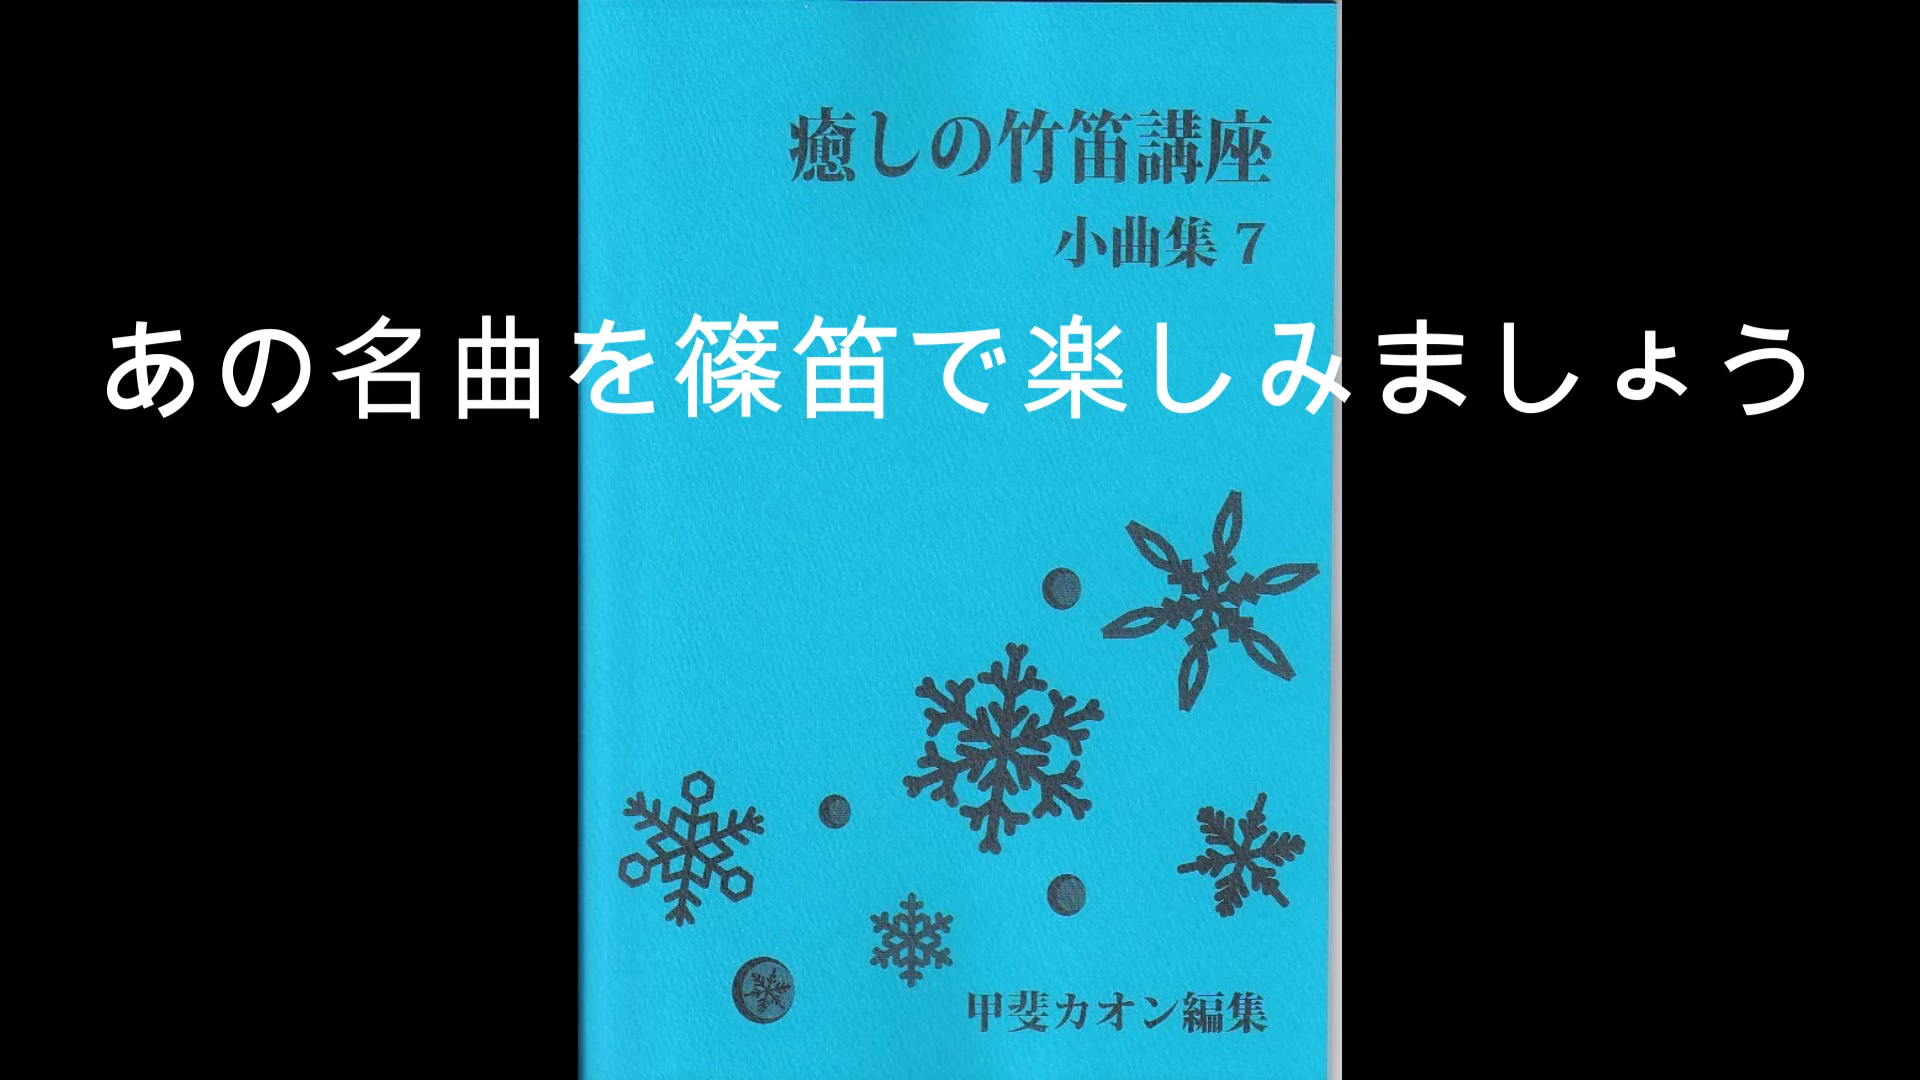 癒しの竹笛講座
小曲集 7
あの名曲を篠笛で楽しみましょう
甲斐カオン編集